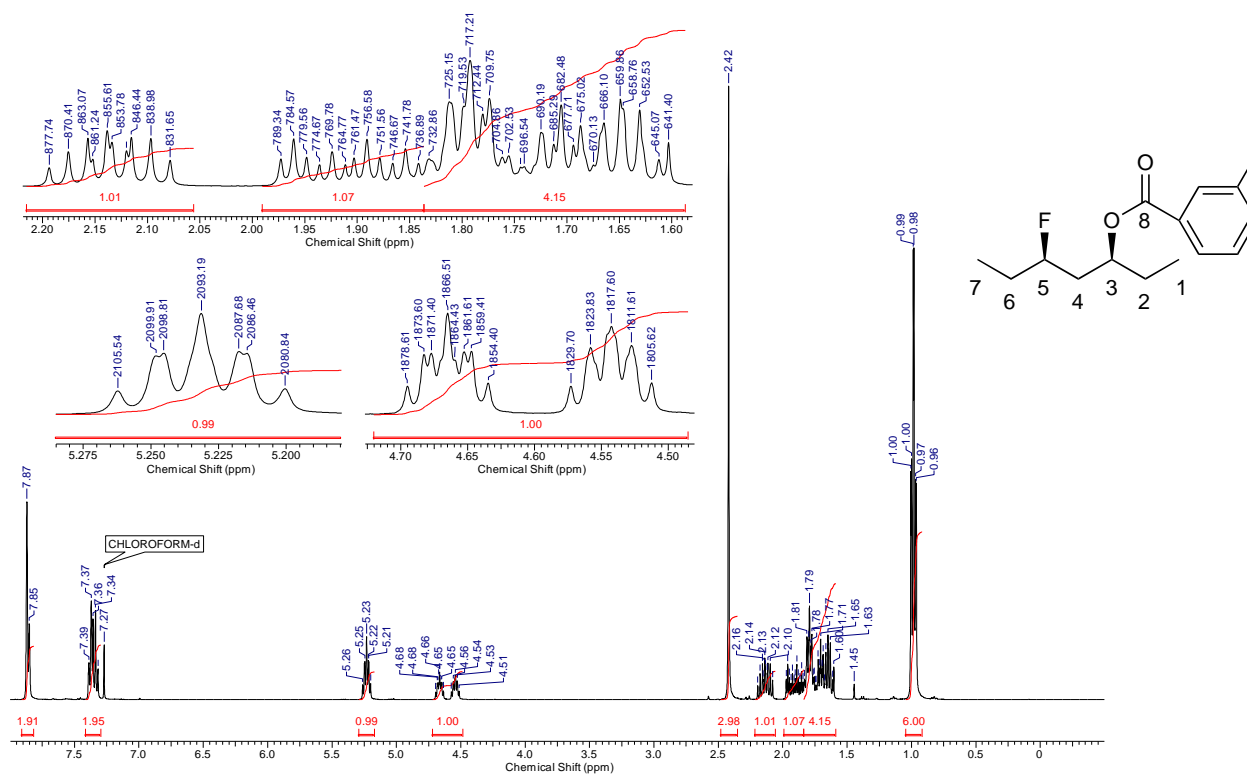 877.74 870.41 863.07 861.24 855.61 853.78 846.44 838.98 831.65
789.34 784.57 779.56 774.67 769.78 764.77 761.47 756.58 751.56 746.67 741.78 736.89 732.86
725.15 719.53 717.21 712.44 709.75 704.86 702.53 696.54 690.19 685.29 682.48 677.71 675.02 670.13 666.10 659.86 658.76 652.53 645.07 641.40
1.01 1.07 4.15
2.20 2.15 2.10 2.05 2.00 1.95 1.90 1.85 1.80 1.75 1.70 1.65 1.60
Chemical Shift (ppm)
2105.54 2099.91 2098.81 2093.19 2087.68 2086.46 2080.84
0.99
5.275 5.250 5.225 5.200
Chemical Shift (ppm)
1878.61 1873.60 1871.40 1866.51 1864.43 1861.61 1859.41 1854.40 1829.70 1823.83 1817.60 1811.61 1805.62
1.00
4.70 4.65 4.60 4.55 4.50
Chemical Shift (ppm)
O
8
F
O
7 6 5 4 3 2 1
7.87 7.85
CHLOROFORM-d
7.39 7.37 7.36 7.34 7.27
5.26 5.25 5.23 5.22 5.21
4.68 4.68 4.66 4.65 4.65 4.56 4.54 4.53 4.51
2.42
2.16 2.14 2.13 2.12 2.10 1.81 1.79 1.78 1.77 1.71 1.65 1.63 1.60 1.45
1.00 1.00 0.99 0.98 0.97 0.96
1.91 1.95 0.99 1.00 2.98 1.01 1.07 4.15 6.00
7.5 7.0 6.5 6.0 5.5 5.0 4.5 4.0 3.5 3.0 2.5 2.0 1.5 1.0 0.5 0
Chemical Shift (ppm)